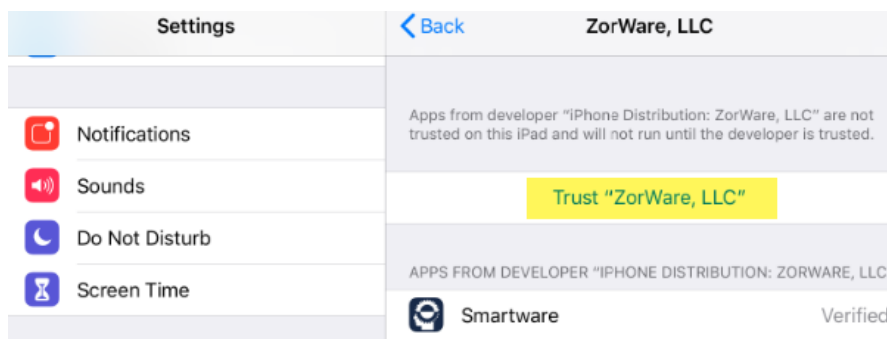 Settings
Notifications
Sounds
Do Not Disturb
Screen Time
Back
ZorWare, LLC
Apps from developer “iPhone Distribution: ZorWare, LLC” are not
trusted on this iPad and will not run until the developer is trusted.
Trust “ZorWare, LLC”
APPS FROM DEVELOPER “IPHONE DISTRIBUTION: ZORWARE, LLC
Smartware Verified